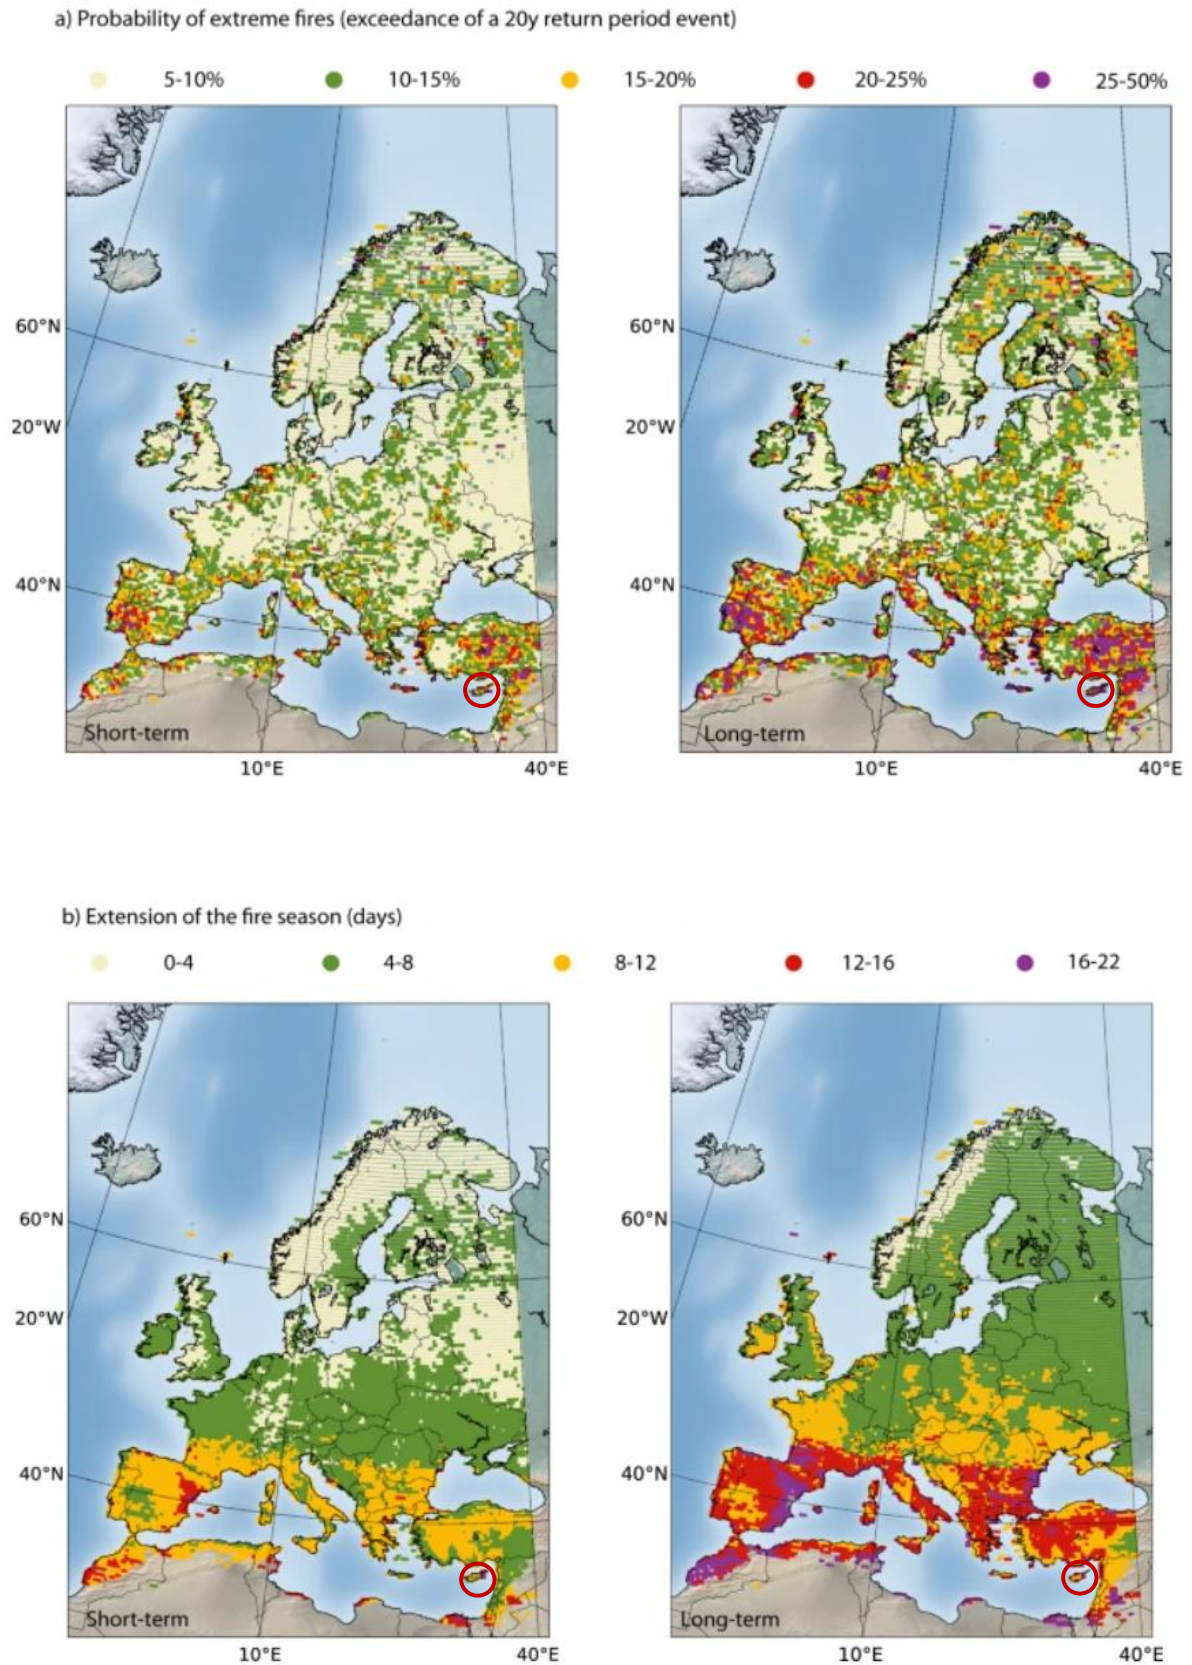 a) Probability of extreme fires (exceedance of a 20y return period event)
5-10% 10-15% 15-20% 20-25% 25-50%
60°N
20°W
40°N
Short-term
10°E 40°E
60°N
20°W
40°N
Long-term
10°E 40°E
b) Extension of the fire season (days)
0-4 4-8 8-12 12-16 16-22
60°N
20°W
40°N
Short-term
10°E 40°E
60°N
20°W
40°N
Long-term
10°E 40°E